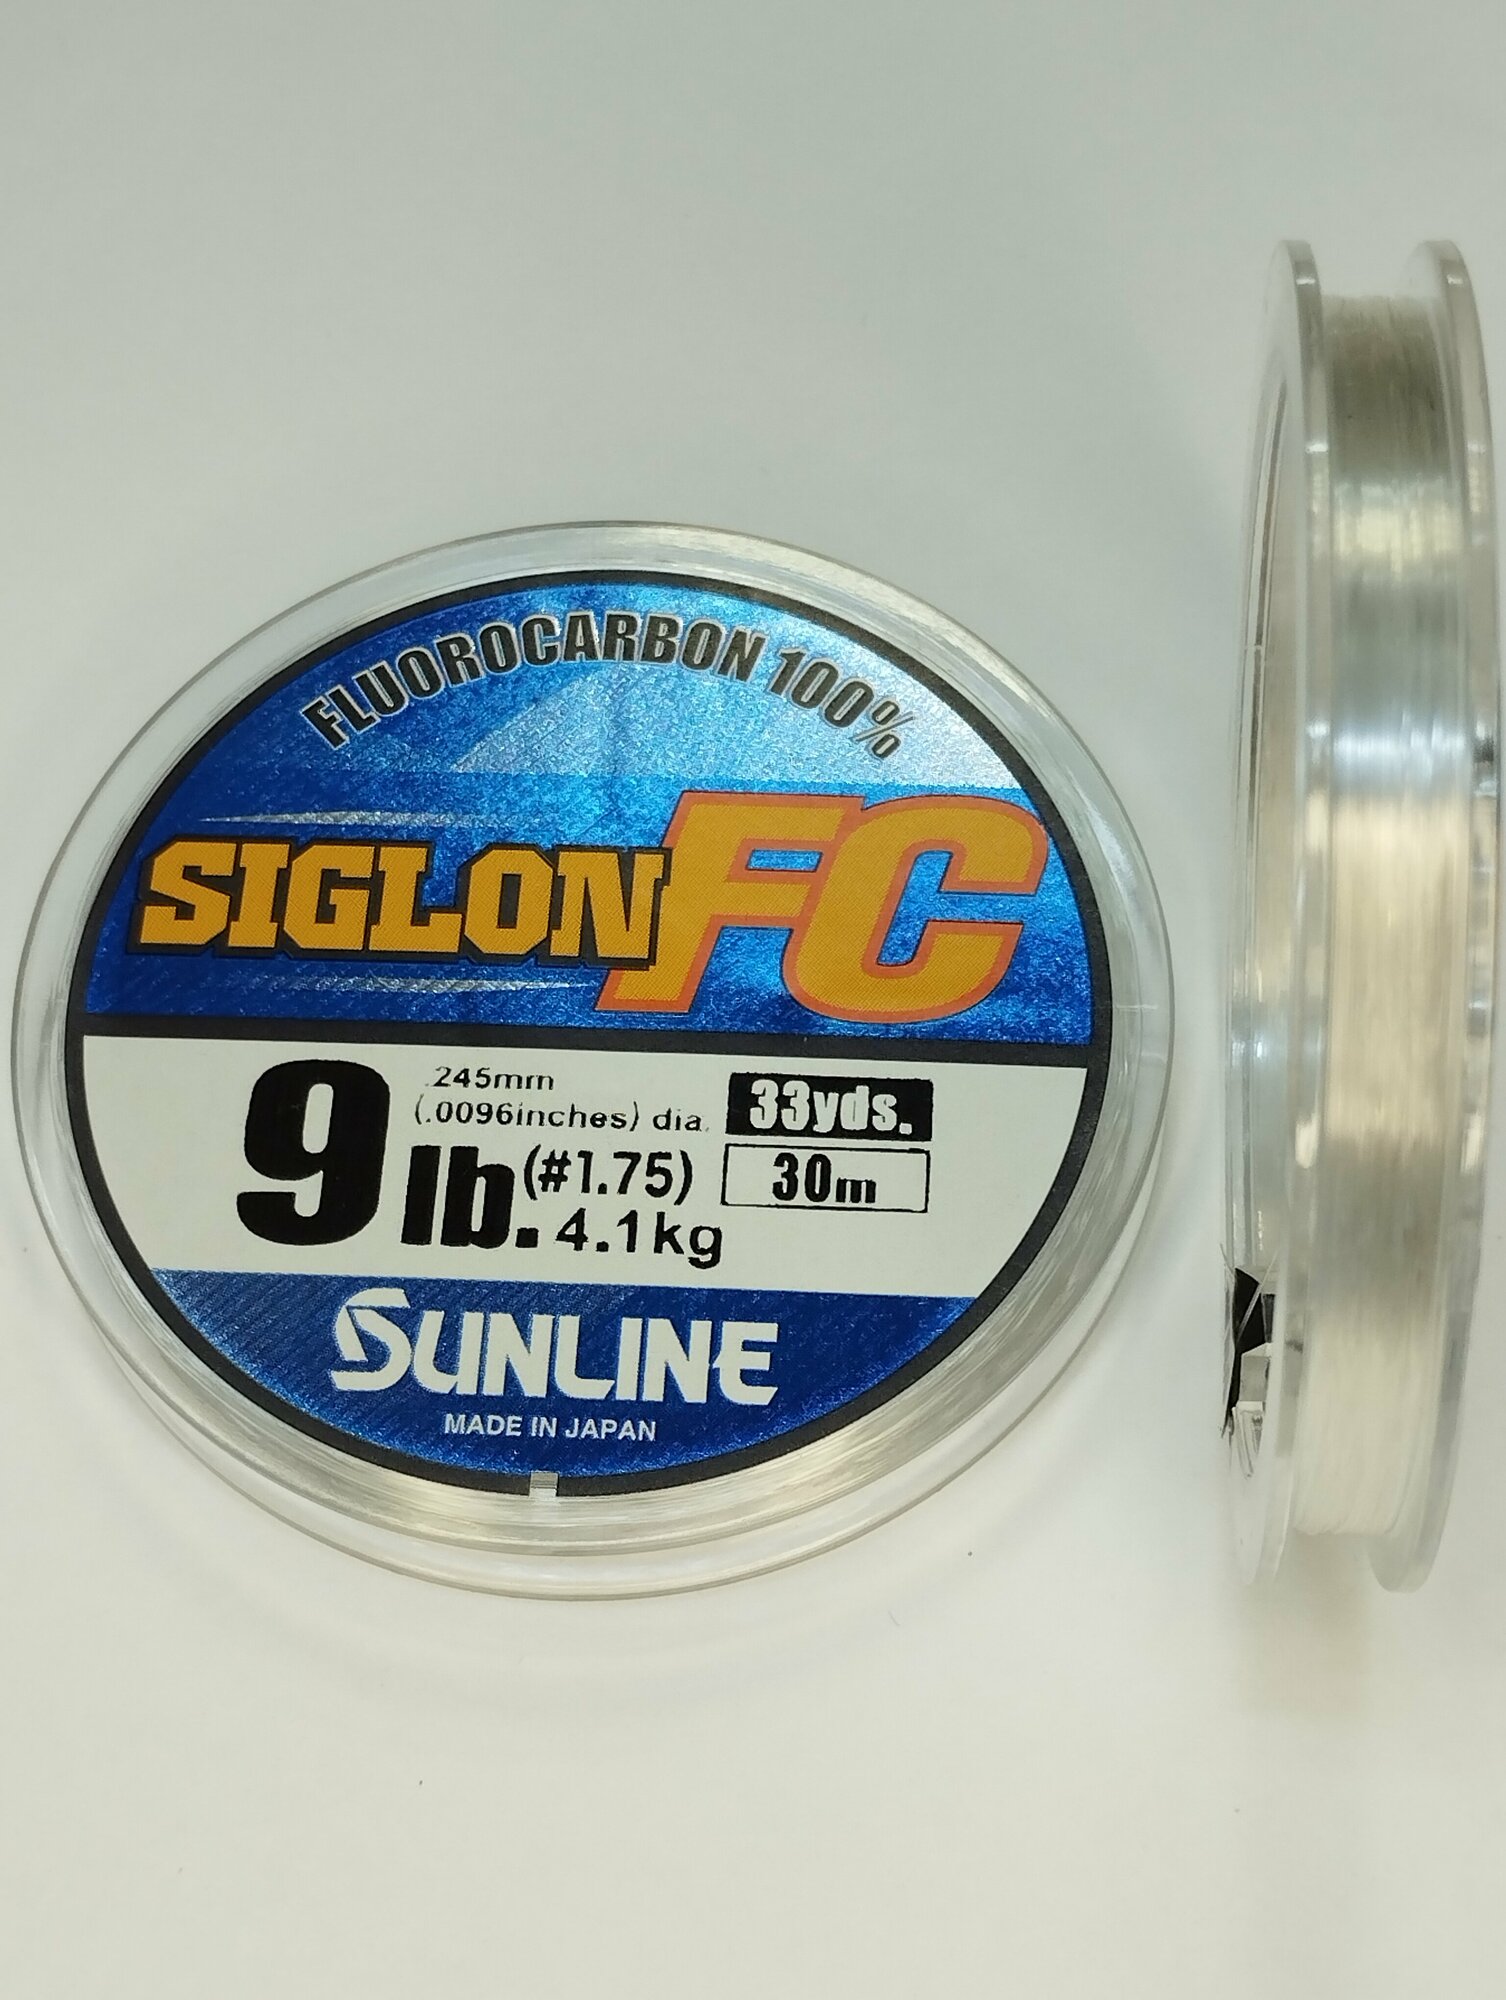 FLUOROCARBON 100%
SIGLON FC
9 lb. (#1.75) 4.1kg
.245mm
(.0096inches) dia.
33yds.
30m
SUNLINE
MADE IN JAPAN